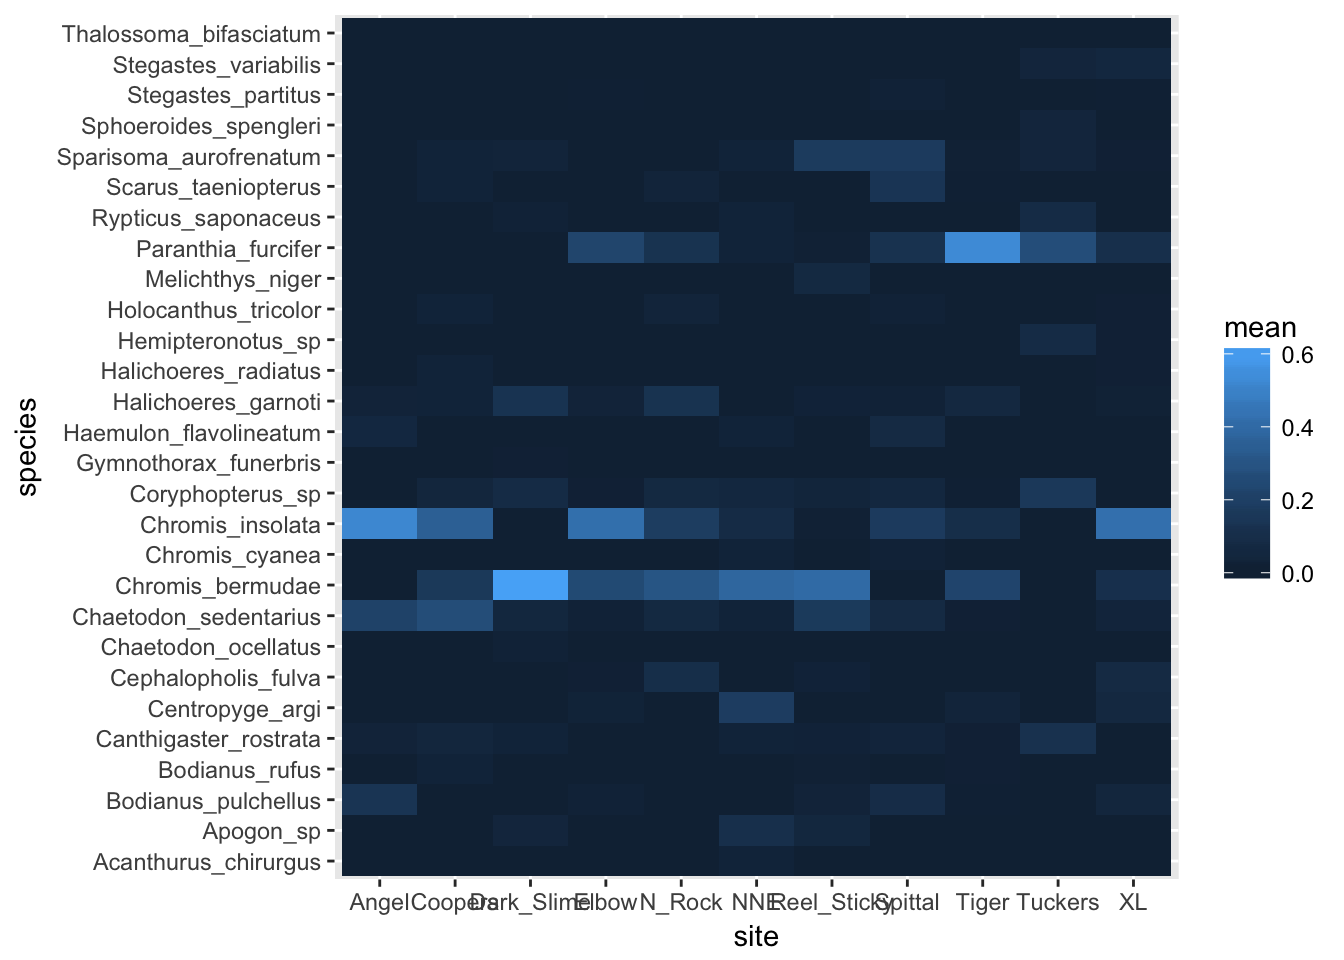 Thalossoma_bifasciatum
Stegastes_variabilis
Stegastes_partitus
Sphoeroides_spengleri
Sparisoma_aurofrenatum
Scarus_taeniopterus
Rypticus_saponaceus
Paranthia_furcifer
Melichthys_niger
Holocanthus_tricolor
Hemipteronotus_sp
Halichoeres_radiatus
Halichoeres_garnoti
Haemulon_flavolineatum
Gymnothorax_funerbris
Coryphopterus_sp
Chromis_insolata
Chromis_cyanea
Chromis_bermudae
Chaetodon_sedentarius
Chaetodon_ocellatus
Cephalopholis_fulva
Centropyge_argi
Canthigaster_rostrata
Bodianus_rufus
Bodianus_pulchellus
Apogon_sp
Acanthurus_chirurgus
species
Angel Coopers Dark_Slime Elbow N_Rock NNE Reel_Sticky Spittal Tiger Tuckers XL
site
mean
0.6
0.4
0.2
0.0